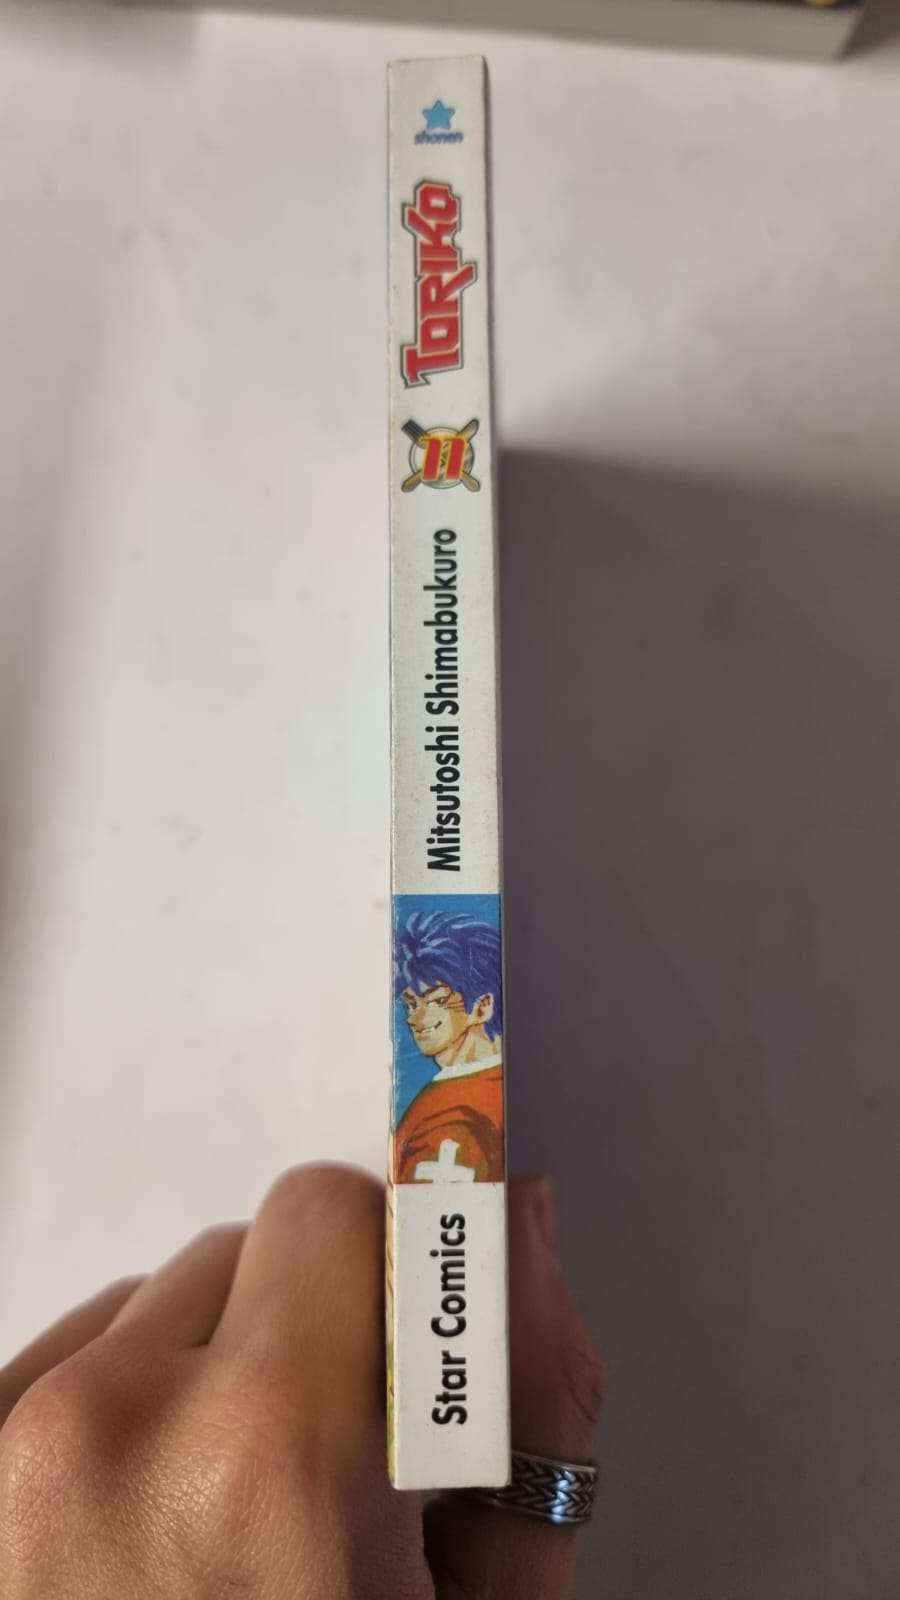 shonen
TORIKO
11
Mitsutoshi Shimabukuro
Star Comics